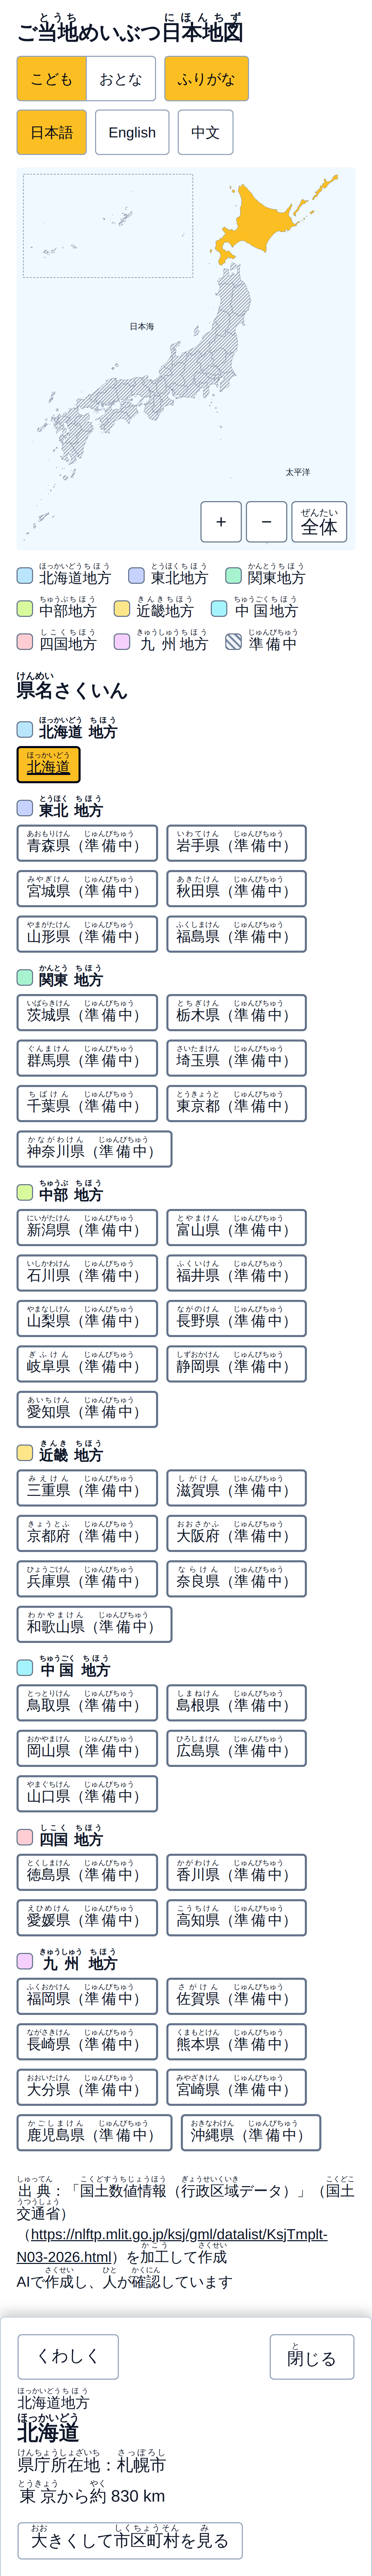 ご当地めいぶつ日本地図
こども おとな ふりがな
日本語 English 中文
日本海
太平洋
+ − 全体
北海道地方 東北地方 関東地方
中部地方 近畿地方 中国地方
四国地方 九州地方 準備中
県名さくいん
北海道 地方
北海道
東北 地方
青森県（準備中） 岩手県（準備中）
宮城県（準備中） 秋田県（準備中）
山形県（準備中） 福島県（準備中）
関東 地方
茨城県（準備中） 栃木県（準備中）
群馬県（準備中） 埼玉県（準備中）
千葉県（準備中） 東京都（準備中）
神奈川県（準備中）
中部 地方
新潟県（準備中） 富山県（準備中）
石川県（準備中） 福井県（準備中）
山梨県（準備中） 長野県（準備中）
岐阜県（準備中） 静岡県（準備中）
愛知県（準備中）
近畿 地方
三重県（準備中） 滋賀県（準備中）
京都府（準備中） 大阪府（準備中）
兵庫県（準備中） 奈良県（準備中）
和歌山県（準備中）
中国 地方
鳥取県（準備中） 島根県（準備中）
岡山県（準備中） 広島県（準備中）
山口県（準備中）
四国 地方
徳島県（準備中） 香川県（準備中）
愛媛県（準備中） 高知県（準備中）
九州 地方
福岡県（準備中） 佐賀県（準備中）
長崎県（準備中） 熊本県（準備中）
大分県（準備中） 宮崎県（準備中）
鹿児島県（準備中） 沖縄県（準備中）
出典：「国土数値情報（行政区域データ）」（国土
交通省）
（https://nlftp.mlit.go.jp/ksj/gml/datalist/KsjTmplt-
N03-2026.html）を加工して作成
AIで作成し、人が確認しています
くわしく 閉じる
北海道地方
北海道
県庁所在地：札幌市
東京から約 830 km
大きくして市区町村を見る